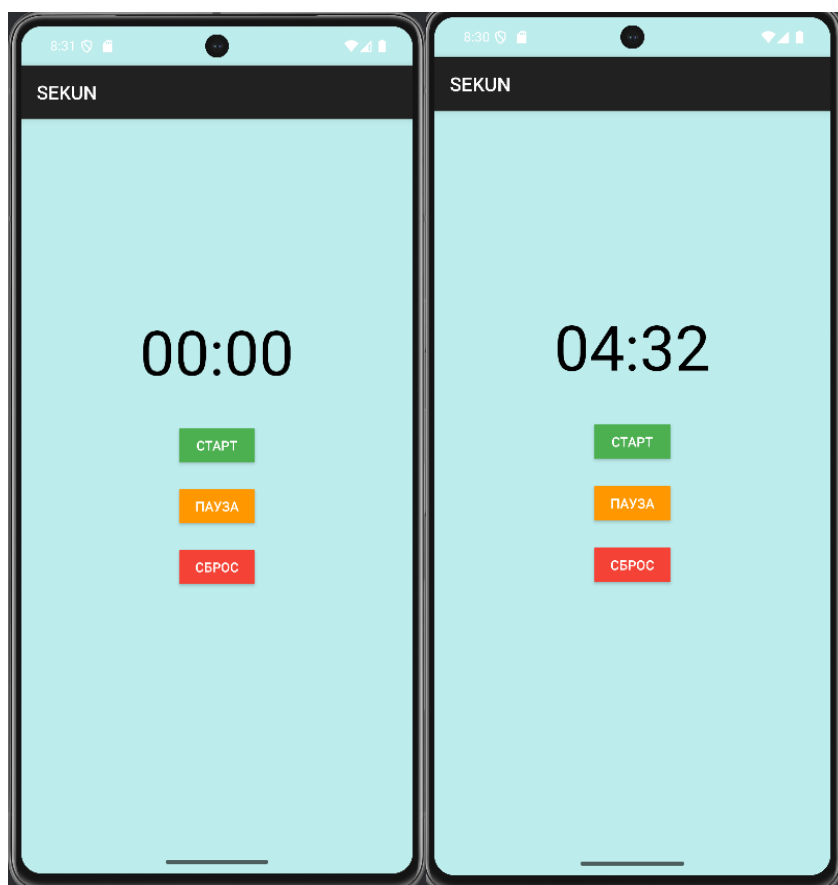 8:31
SEKUN
00:00
СТАРТ
ПАУЗА
СБРОС
8:30
SEKUN
04:32
СТАРТ
ПАУЗА
СБРОС